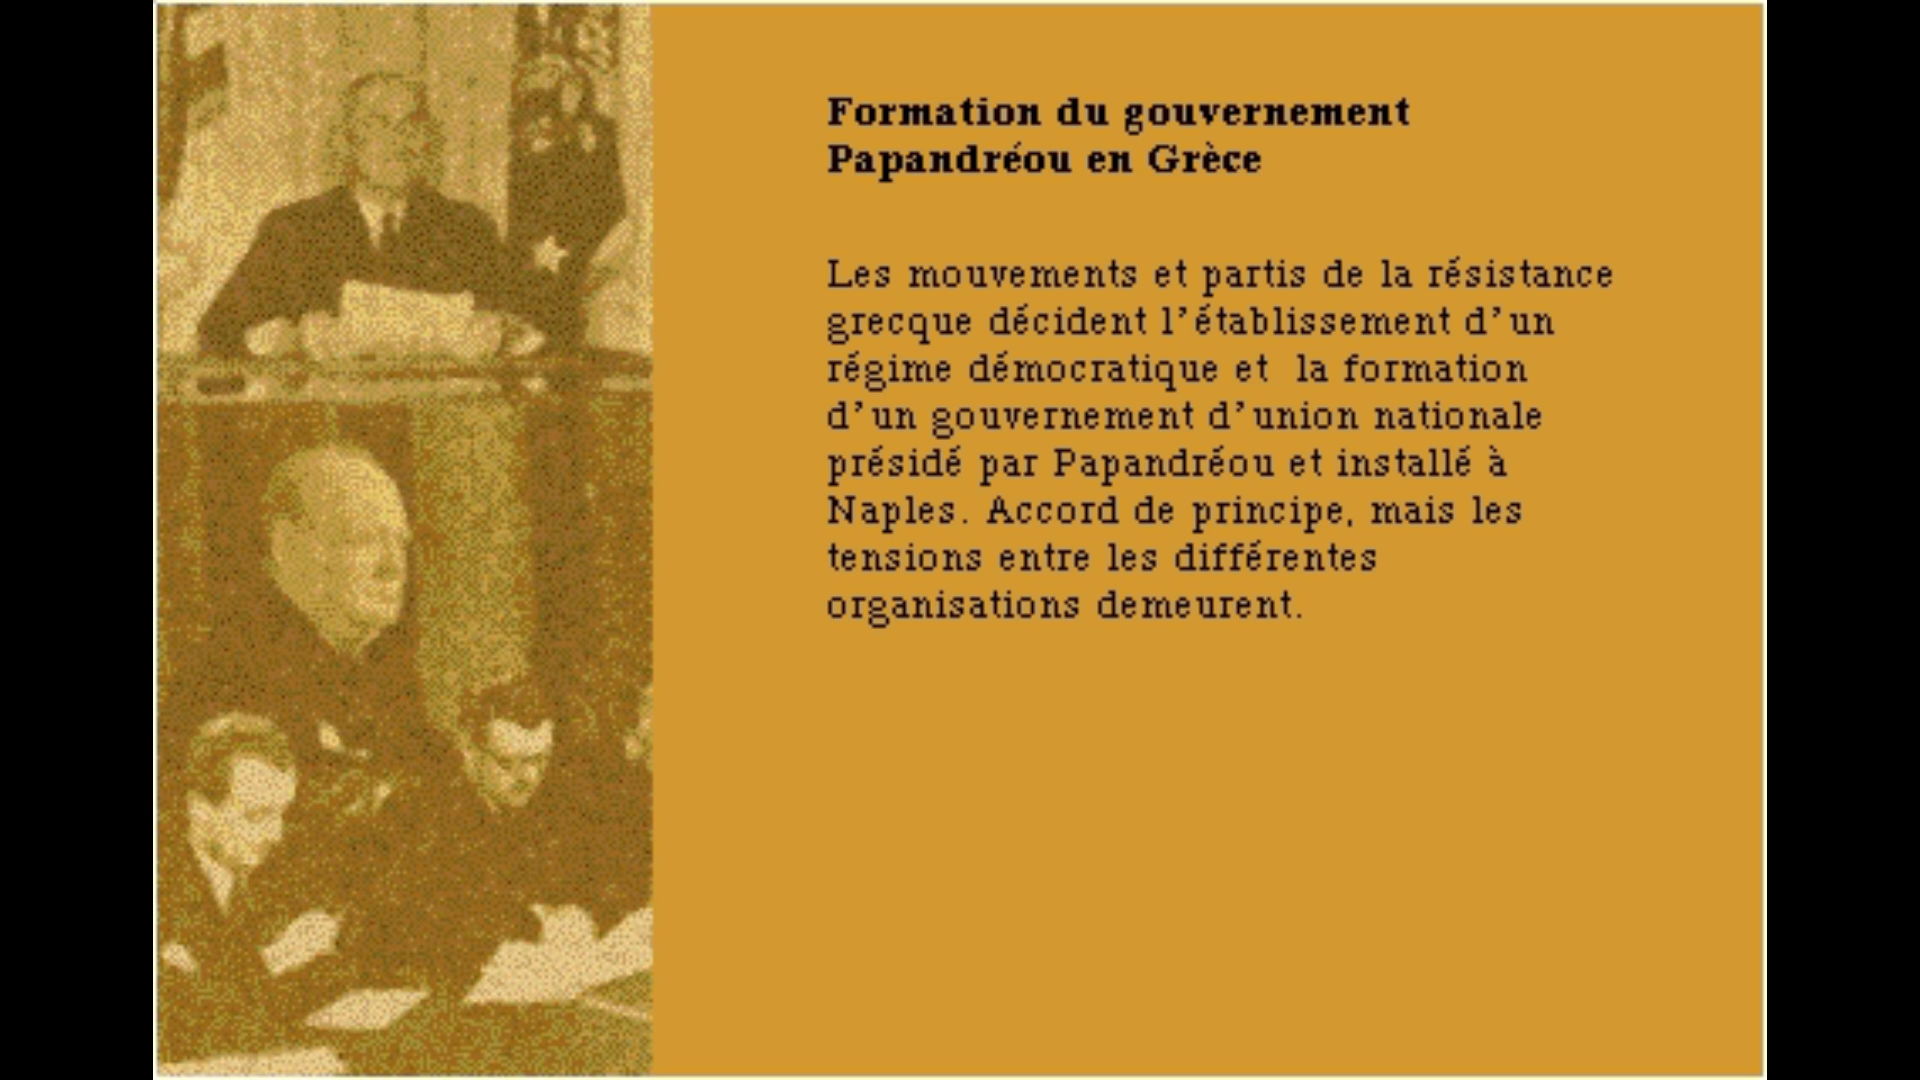 Formation du gouvernement
Papandréou en Grèce
Les mouvements et partis de la résistance
grecque décident l’établissement d’un
régime démocratique et  la formation
d’un gouvernement d’union nationale
présidé par Papandréou et installé à
Naples. Accord de principe, mais les
tensions entre les différentes
organisations demeurent.